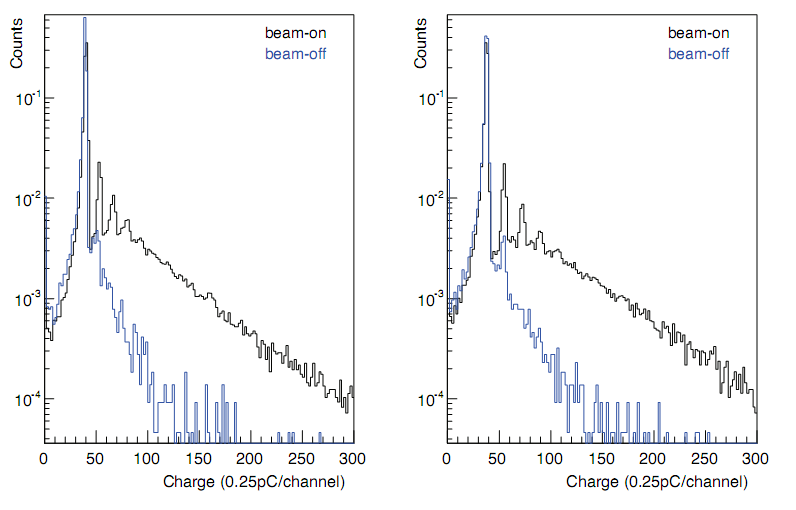 Counts
beam-on
beam-off
10-1
10-2
10-3
10-4
0 50 100 150 200 250 300
Charge (0.25pC/channel)
Counts
beam-on
beam-off
10-1
10-2
10-3
10-4
0 50 100 150 200 250 300
Charge (0.25pC/channel)